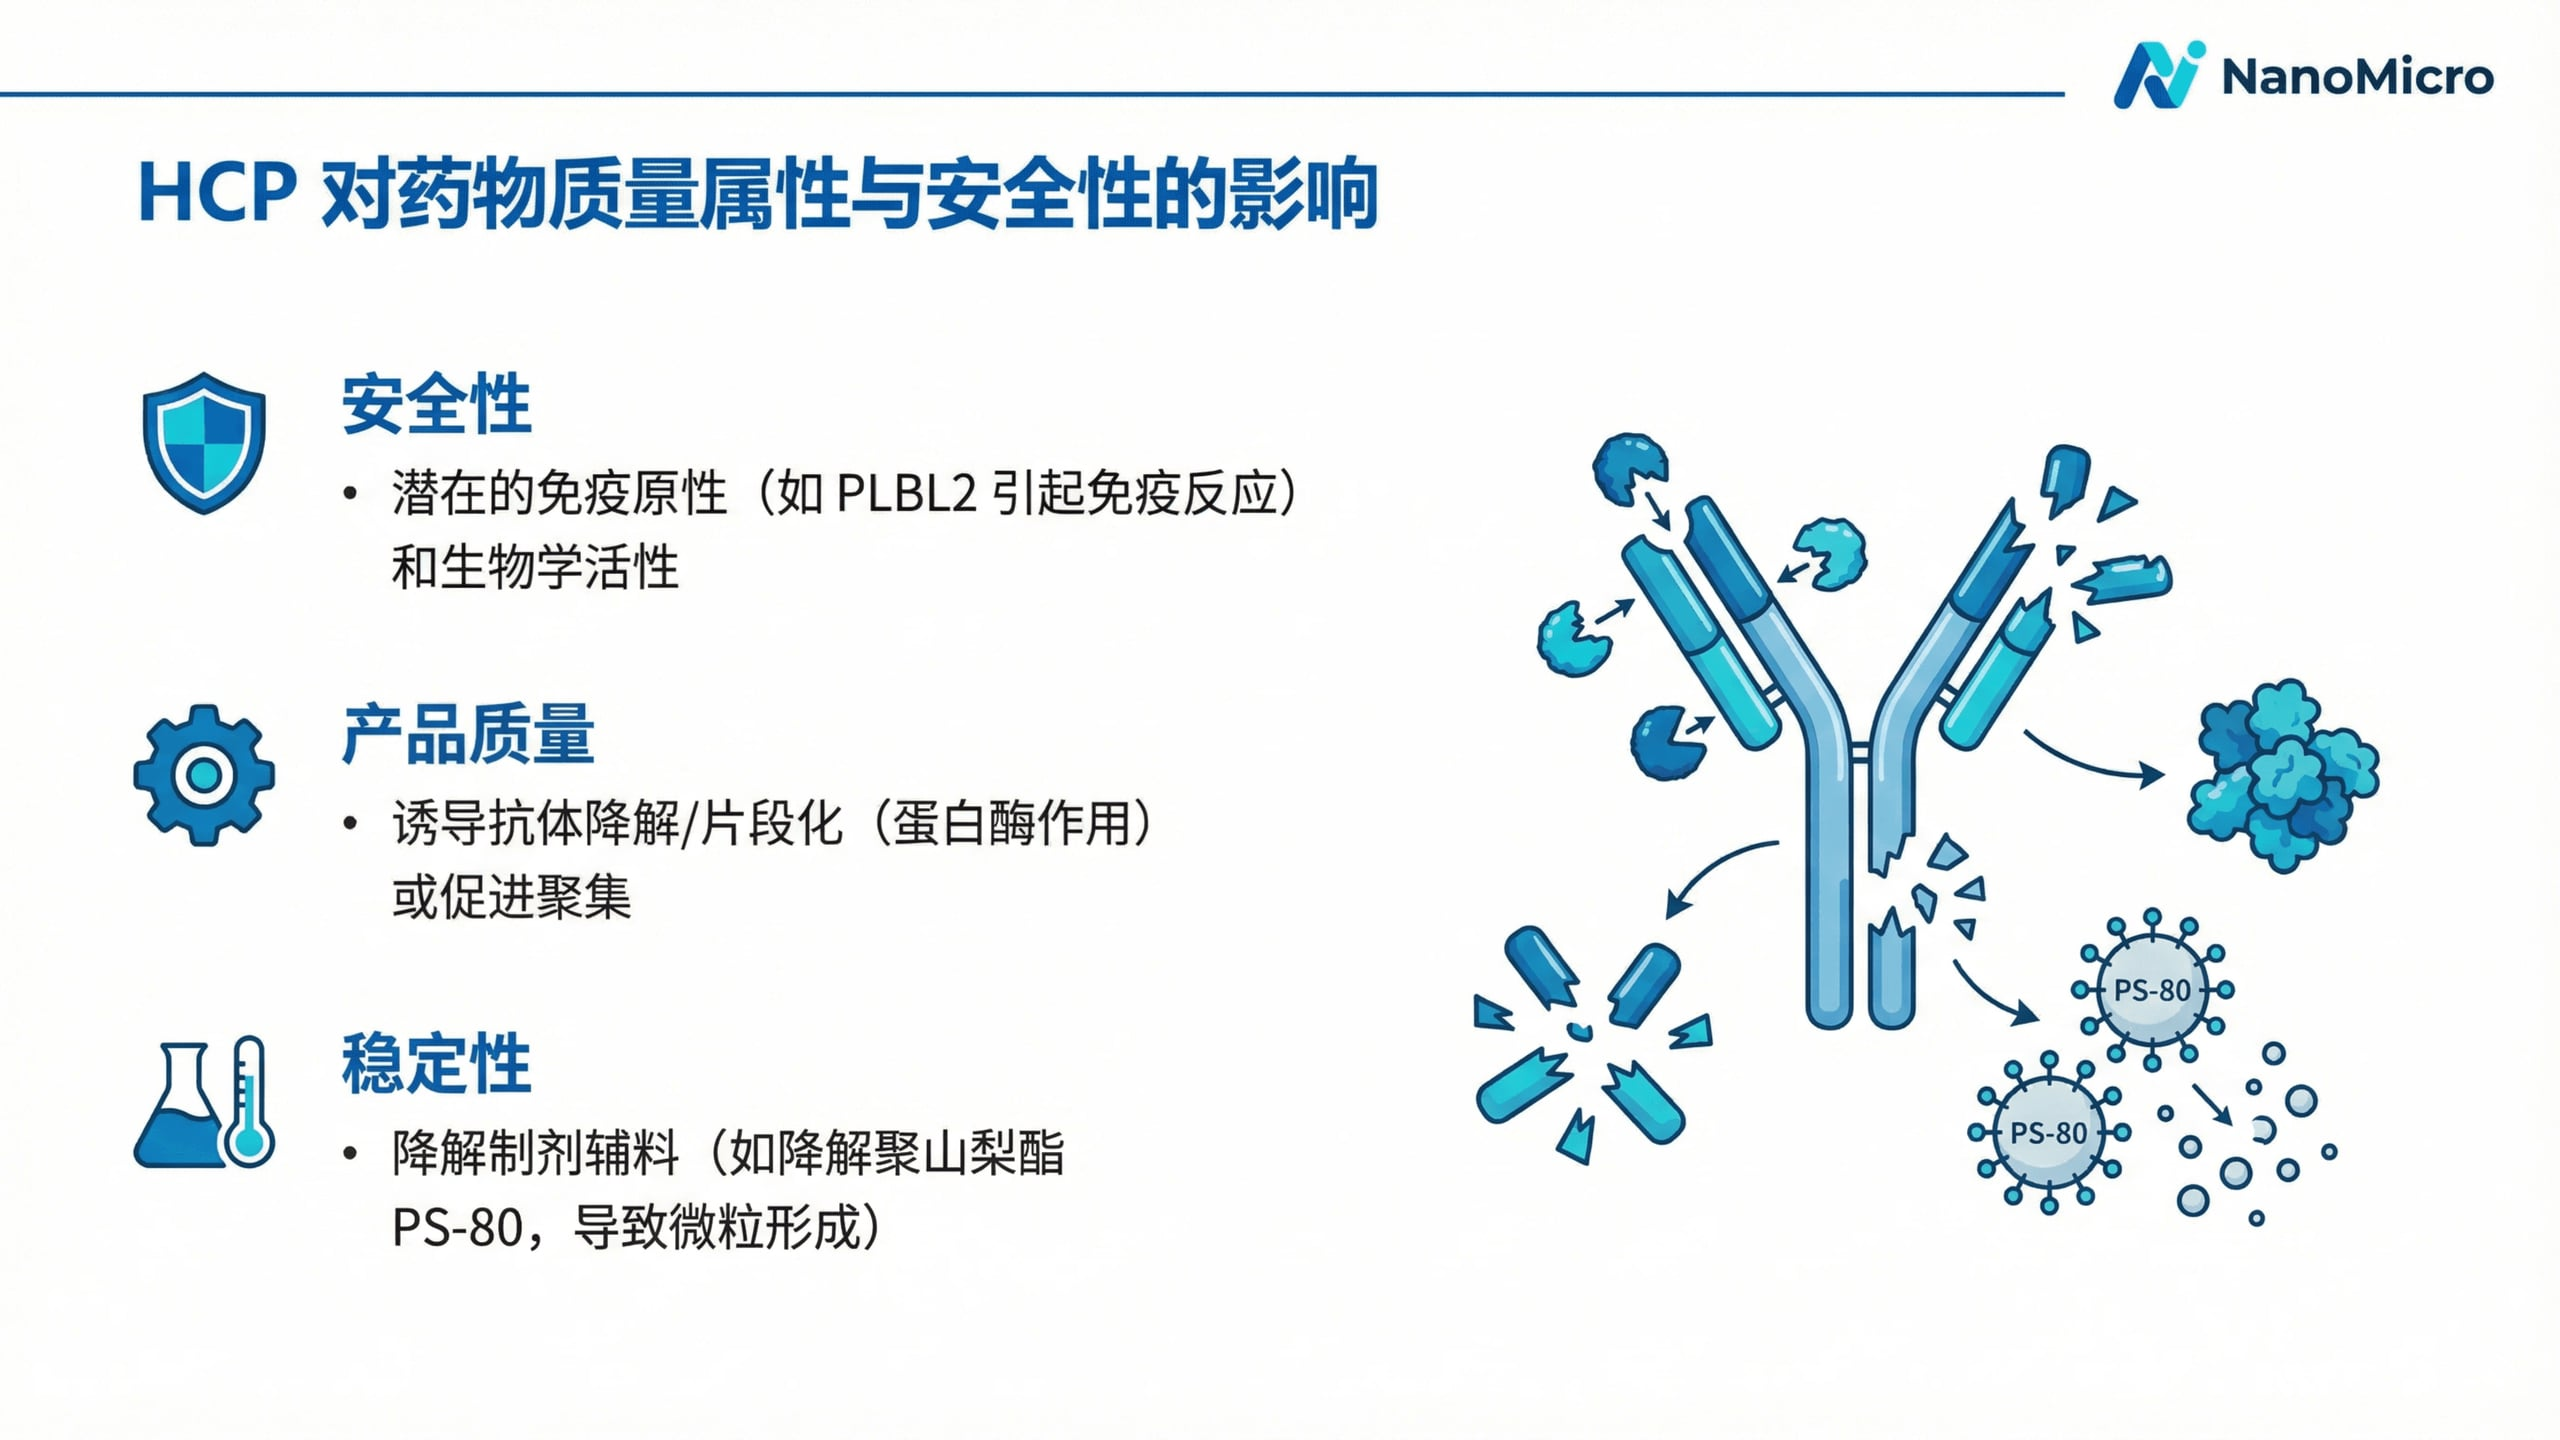 NanoMicro
HCP 对药物质量属性与安全性的影响
安全性
• 潜在的免疫原性（如 PLBL2 引起免疫反应）
和生物学活性
产品质量
• 诱导抗体降解/片段化（蛋白酶作用）
或促进聚集
稳定性
• 降解制剂辅料（如降解聚山梨酯
PS-80，导致微粒形成）
PS-80
PS-80